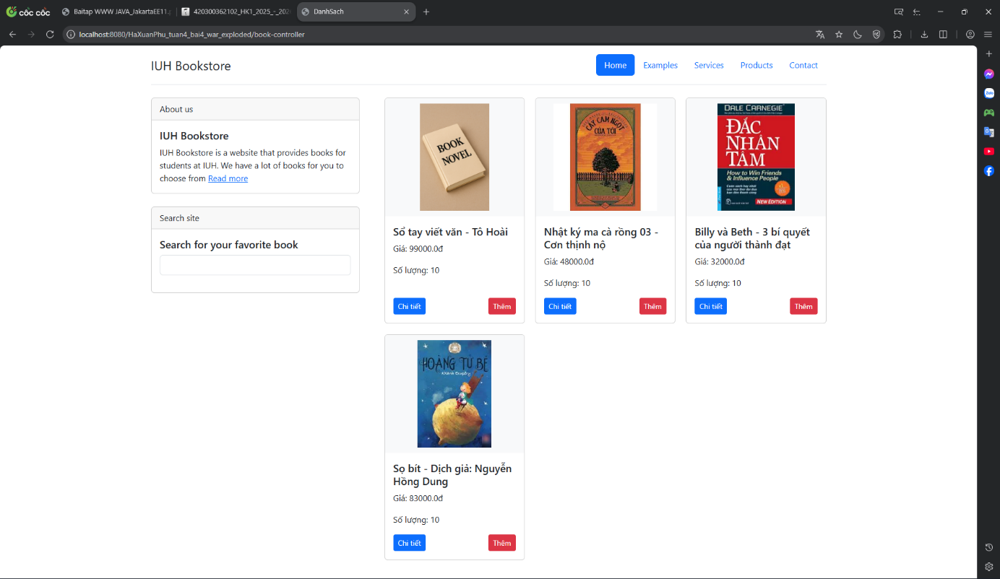 cốc cốc
Baitap WWW JAVA_JakartaEE11.p
420300362102_HK1_2025_-_202
DanhSach
localhost:8080/HaXuanPhu_tuan4_bai4_war_exploded/book-controller
IUH Bookstore
Home
Examples
Services
Products
Contact
About us
IUH Bookstore
IUH Bookstore is a website that provides books for
students at IUH. We have a lot of books for you to
choose from Read more
Search site
Search for your favorite book
BOOK
NOVEL
Sổ tay viết văn - Tô Hoài
Giá: 99000.0đ
Số lượng: 10
Chi tiết
Thêm
CÂY CAM NGỌT
CỦA TÔI
Nhật ký ma cà rồng 03 -
Cơn thịnh nộ
Giá: 48000.0đ
Số lượng: 10
Chi tiết
Thêm
DALE CARNEGIE
ĐẮC
NHÂN
TÂM
How to Win Friends
& Influence People
NEW EDITION
Billy và Beth - 3 bí quyết
của người thành đạt
Giá: 32000.0đ
Số lượng: 10
Chi tiết
Thêm
HOÀNG TỬ BÉ
Sọ bít - Dịch giả: Nguyễn
Hồng Dung
Giá: 83000.0đ
Số lượng: 10
Chi tiết
Thêm
Zalo